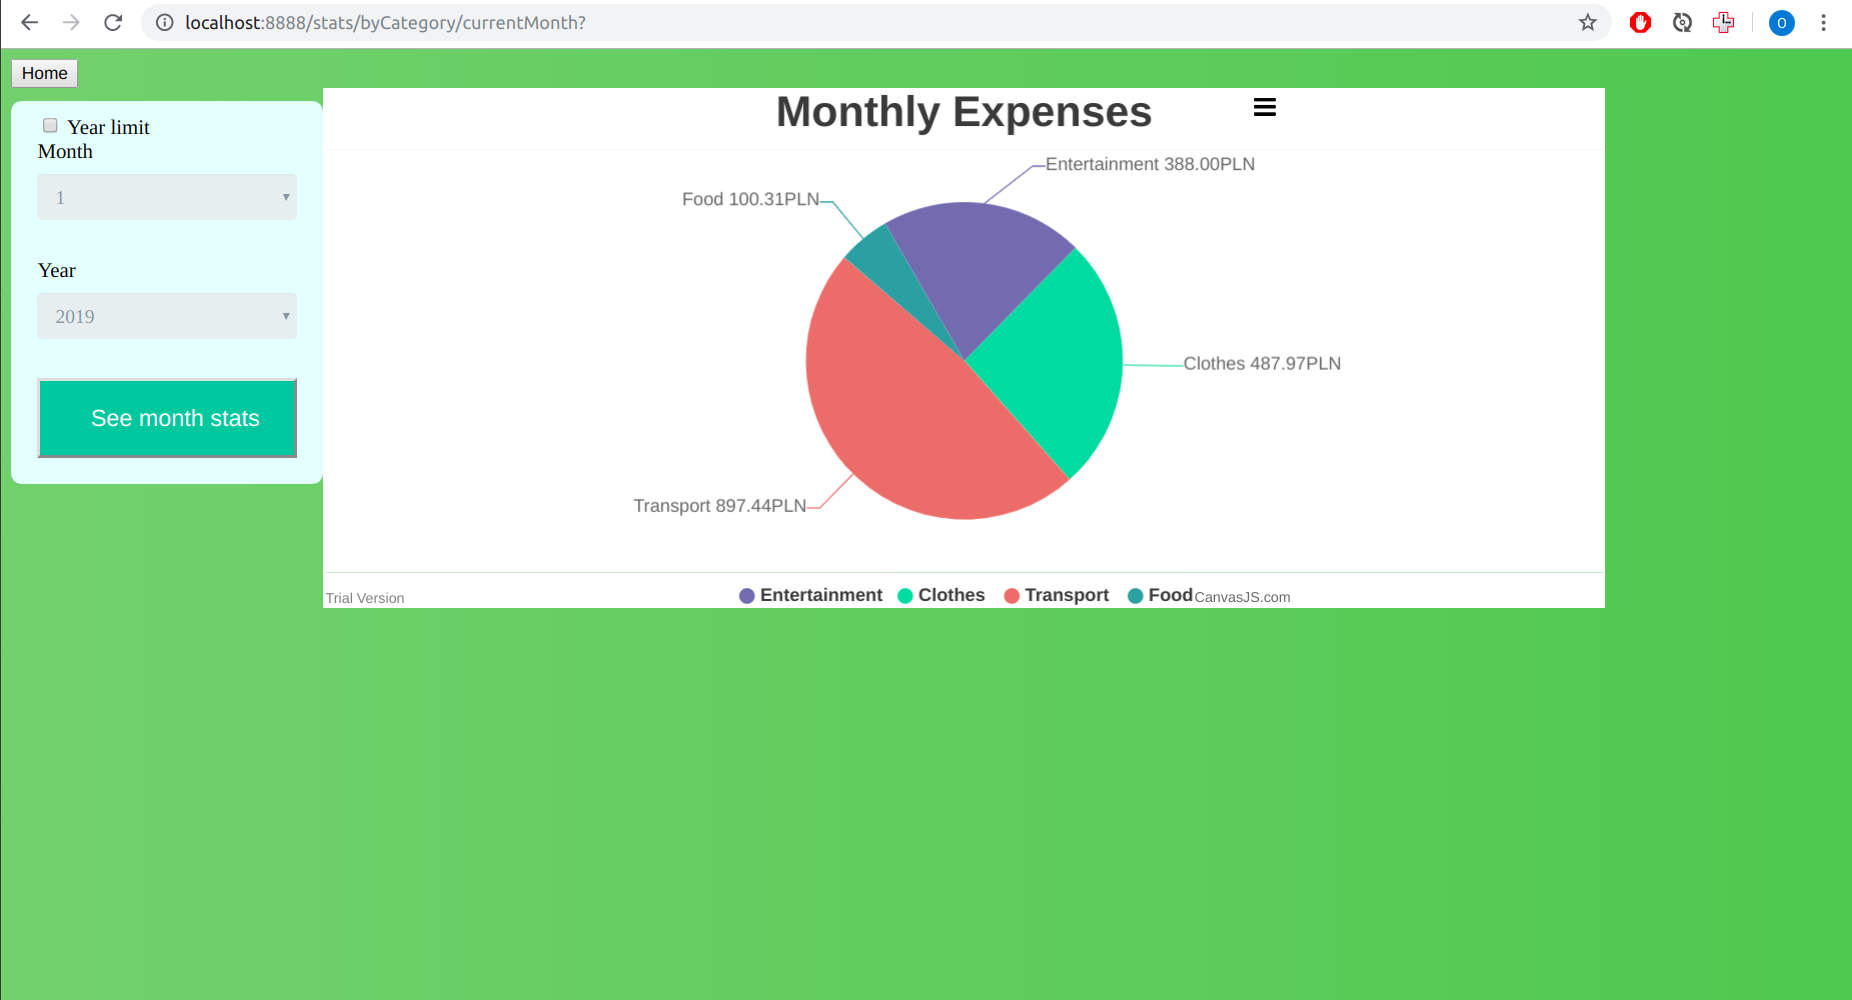 localhost:8888/stats/byCategory/currentMonth?
O
Home
Year limit
Month
1
Year
2019
See month stats
Monthly Expenses
Entertainment 388.00PLN
Food 100.31PLN
Clothes 487.97PLN
Transport 897.44PLN
Trial Version
Entertainment Clothes Transport Food
CanvasJS.com